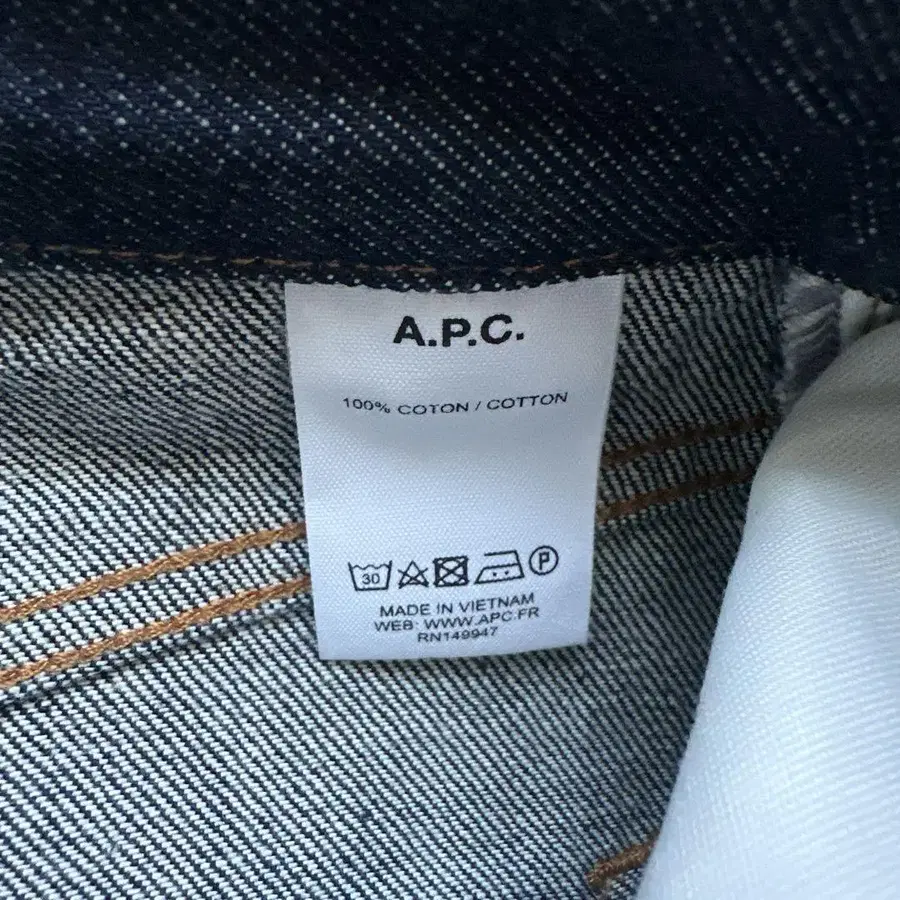 A.P.C.
100% COTON / COTTON
30 P
MADE IN VIETNAM
WEB: WWW.APC.FR
RN149947